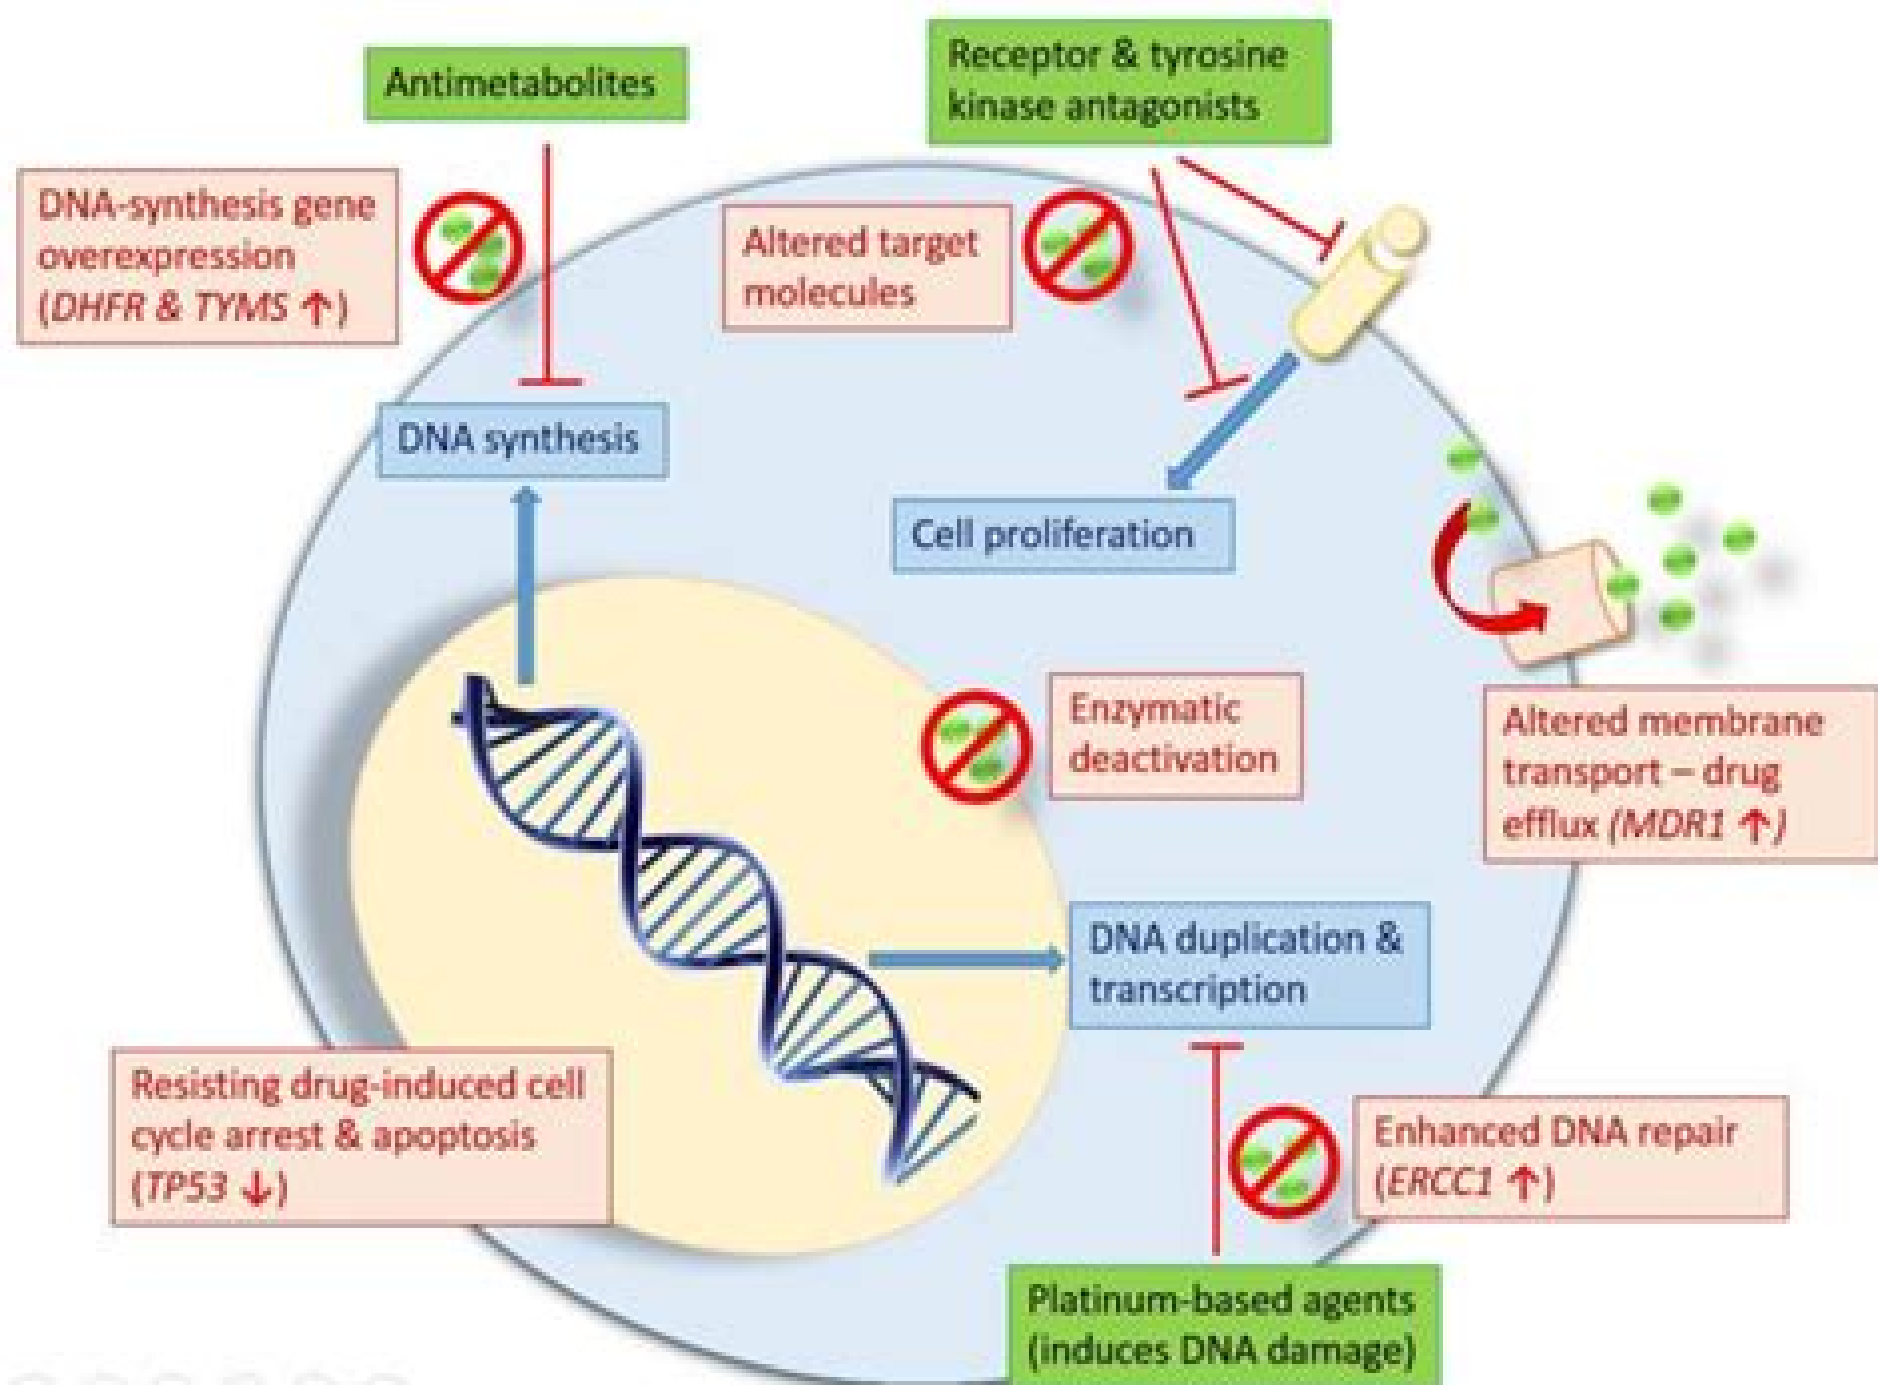 Antimetabolites
Receptor & tyrosine
kinase antagonists
DNA-synthesis gene
overexpression
(DHFR & TYMS ↑)
Altered target
molecules
DNA synthesis
Cell proliferation
Enzymatic
deactivation
Altered membrane
transport – drug
efflux (MDR1 ↑)
DNA duplication &
transcription
Resisting drug-induced cell
cycle arrest & apoptosis
(TP53 ↓)
Enhanced DNA repair
(ERCC1 ↑)
Platinum-based agents
(induces DNA damage)